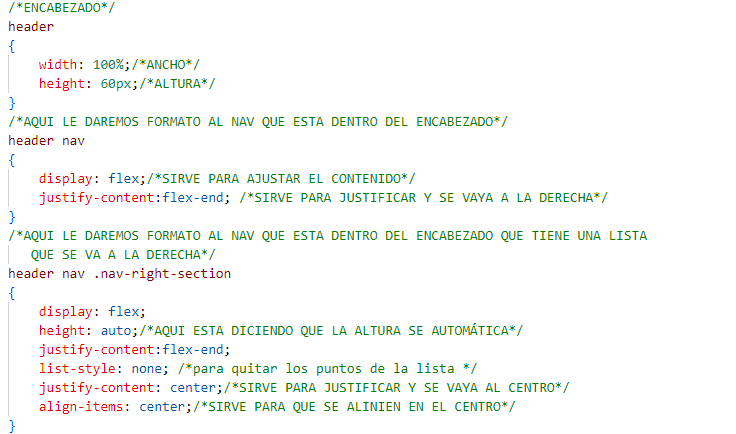 /*ENCABEZADO*/
header
{
    width: 100%;/*ANCHO*/
    height: 60px;/*ALTURA*/
}
/*AQUI LE DAREMOS FORMATO AL NAV QUE ESTA DENTRO DEL ENCABEZADO*/
header nav
{
    display: flex;/*SIRVE PARA AJUSTAR EL CONTENIDO*/
    justify-content:flex-end; /*SIRVE PARA JUSTIFICAR Y SE VAYA A LA DERECHA*/
}
/*AQUI LE DAREMOS FORMATO AL NAV QUE ESTA DENTRO DEL ENCABEZADO QUE TIENE UNA LISTA
   QUE SE VA A LA DERECHA*/
header nav .nav-right-section
{
    display: flex;
    height: auto;/*AQUI ESTA DICIENDO QUE LA ALTURA SE AUTOMÁTICA*/
    justify-content:flex-end;
    list-style: none; /*para quitar los puntos de la lista */
    justify-content: center;/*SIRVE PARA JUSTIFICAR Y SE VAYA AL CENTRO*/
    align-items: center;/*SIRVE PARA QUE SE ALINIEN EN EL CENTRO*/
}